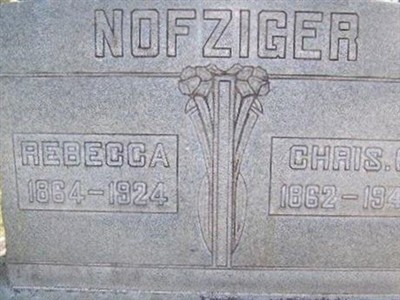 NOFZIGER
REBECCA
1864-1924
CHRIS.
1862-194